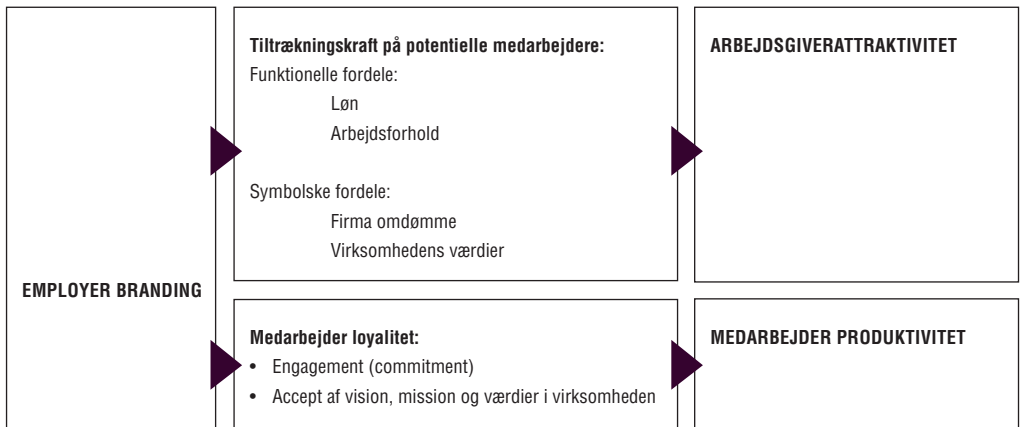 Tiltrækningskraft på potentielle medarbejdere:
Funktionelle fordele:
Løn
Arbejdsforhold
Symbolske fordele:
Firma omdømme
Virksomhedens værdier
ARBEJDSGIVERATTRAKTIVITET
EMPLOYER BRANDING
Medarbejder loyalitet:
• Engagement (commitment)
• Accept af vision, mission og værdier i virksomheden
MEDARBEJDER PRODUKTIVITET